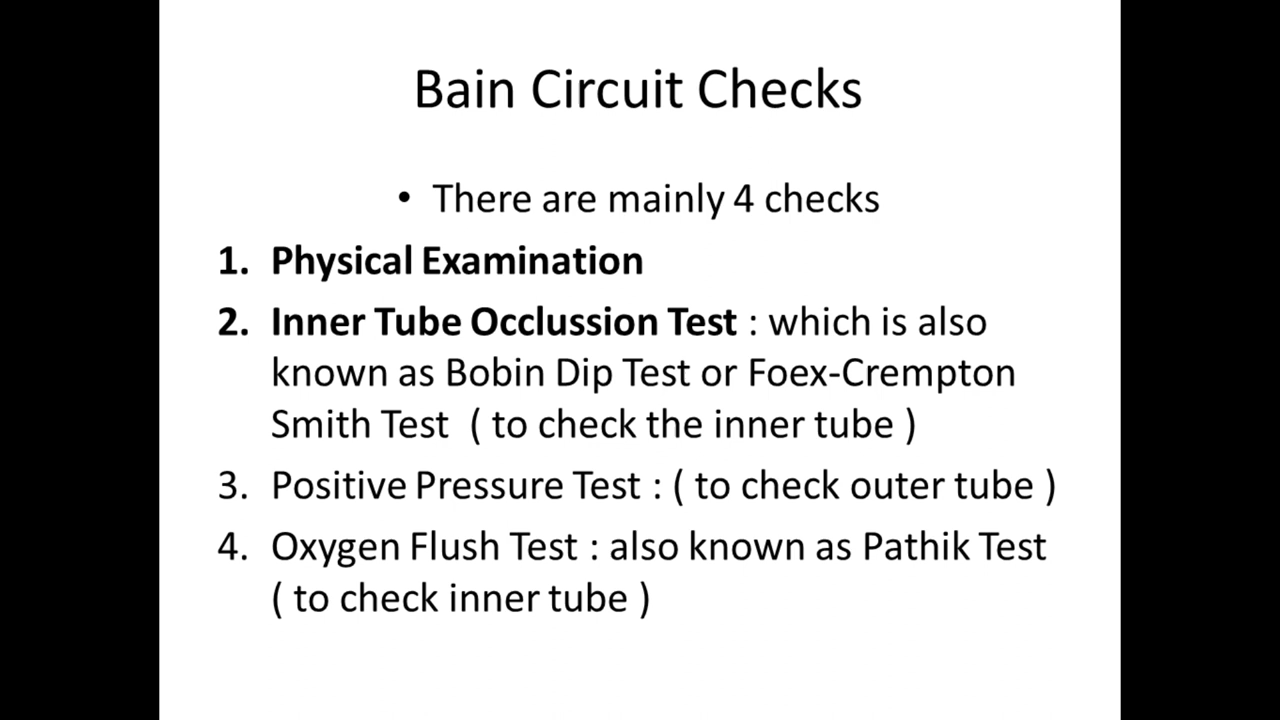 Bain Circuit Checks
• There are mainly 4 checks
1. Physical Examination
2. Inner Tube Occlussion Test : which is also
known as Bobin Dip Test or Foex-Crempton
Smith Test ( to check the inner tube )
3. Positive Pressure Test : ( to check outer tube )
4. Oxygen Flush Test : also known as Pathik Test
( to check inner tube )